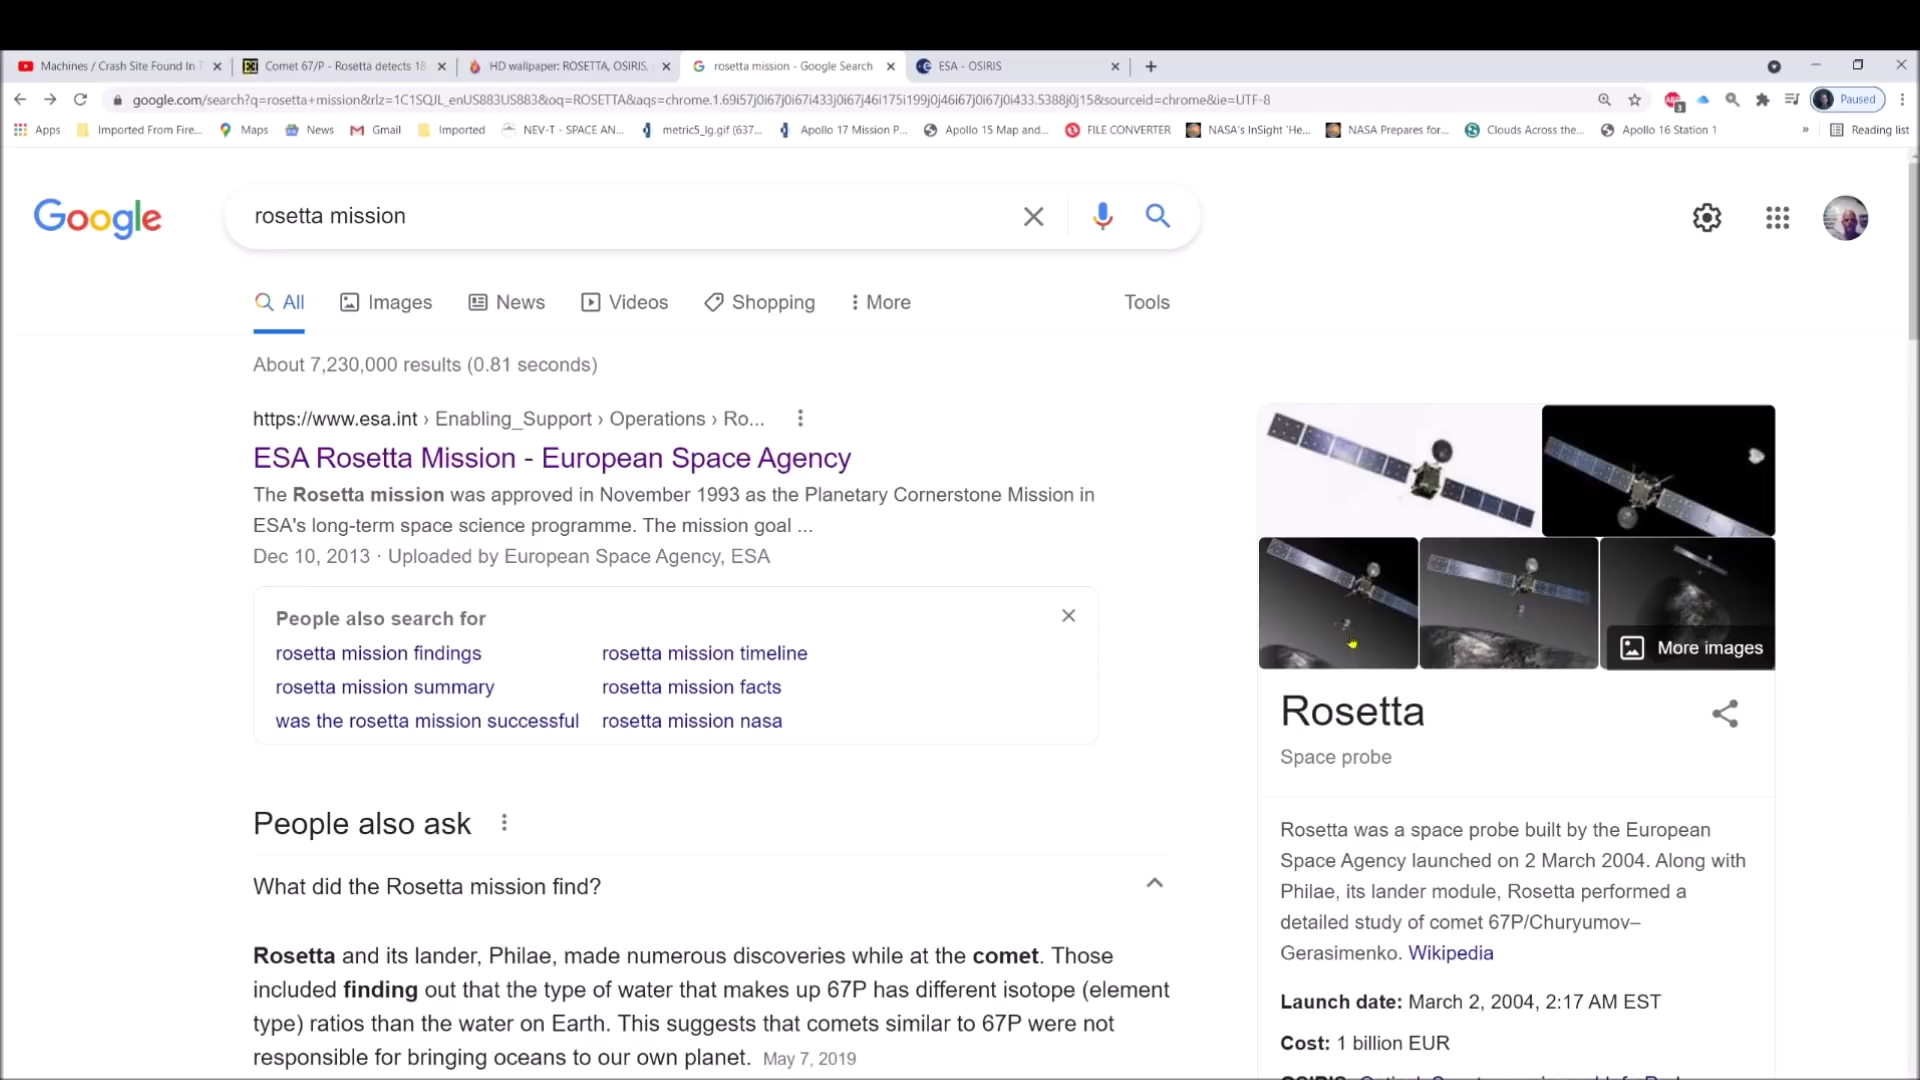 Machines / Crash Site Found In T
Comet 67/P - Rosetta detects 18
HD wallpaper: ROSETTA, OSIRIS,
rosetta mission - Google Search
ESA - OSIRIS
google.com/search?q=rosetta+mission&rlz=1C1SQJL_enUS883US883&oq=ROSETTA&aqs=chrome.1.69i57j0i67j0i67i433j0i67j46i175i199j0j46i67j0i67j0i433.5388j0j15&sourceid=chrome&ie=UTF-8
Paused
Apps
Imported From Fire...
Maps
News
Gmail
Imported
NEV-T - SPACE AN...
metric5_lg.gif (637...
Apollo 17 Mission P...
Apollo 15 Map and...
FILE CONVERTER
NASA's InSight 'He...
NASA Prepares for...
Clouds Across the...
Apollo 16 Station 1
»
Reading list
Google
rosetta mission
All
Images
News
Videos
Shopping
More
Tools
About 7,230,000 results (0.81 seconds)
https://www.esa.int › Enabling_Support › Operations › Ro...
ESA Rosetta Mission - European Space Agency
The Rosetta mission was approved in November 1993 as the Planetary Cornerstone Mission in
ESA's long-term space science programme. The mission goal ...
Dec 10, 2013 · Uploaded by European Space Agency, ESA
People also search for
rosetta mission findings
rosetta mission timeline
rosetta mission summary
rosetta mission facts
was the rosetta mission successful
rosetta mission nasa
People also ask
What did the Rosetta mission find?
Rosetta and its lander, Philae, made numerous discoveries while at the comet. Those
included finding out that the type of water that makes up 67P has different isotope (element
type) ratios than the water on Earth. This suggests that comets similar to 67P were not
responsible for bringing oceans to our own planet. May 7, 2019
More images
Rosetta
Space probe
Rosetta was a space probe built by the European
Space Agency launched on 2 March 2004. Along with
Philae, its lander module, Rosetta performed a
detailed study of comet 67P/Churyumov–
Gerasimenko. Wikipedia
Launch date: March 2, 2004, 2:17 AM EST
Cost: 1 billion EUR